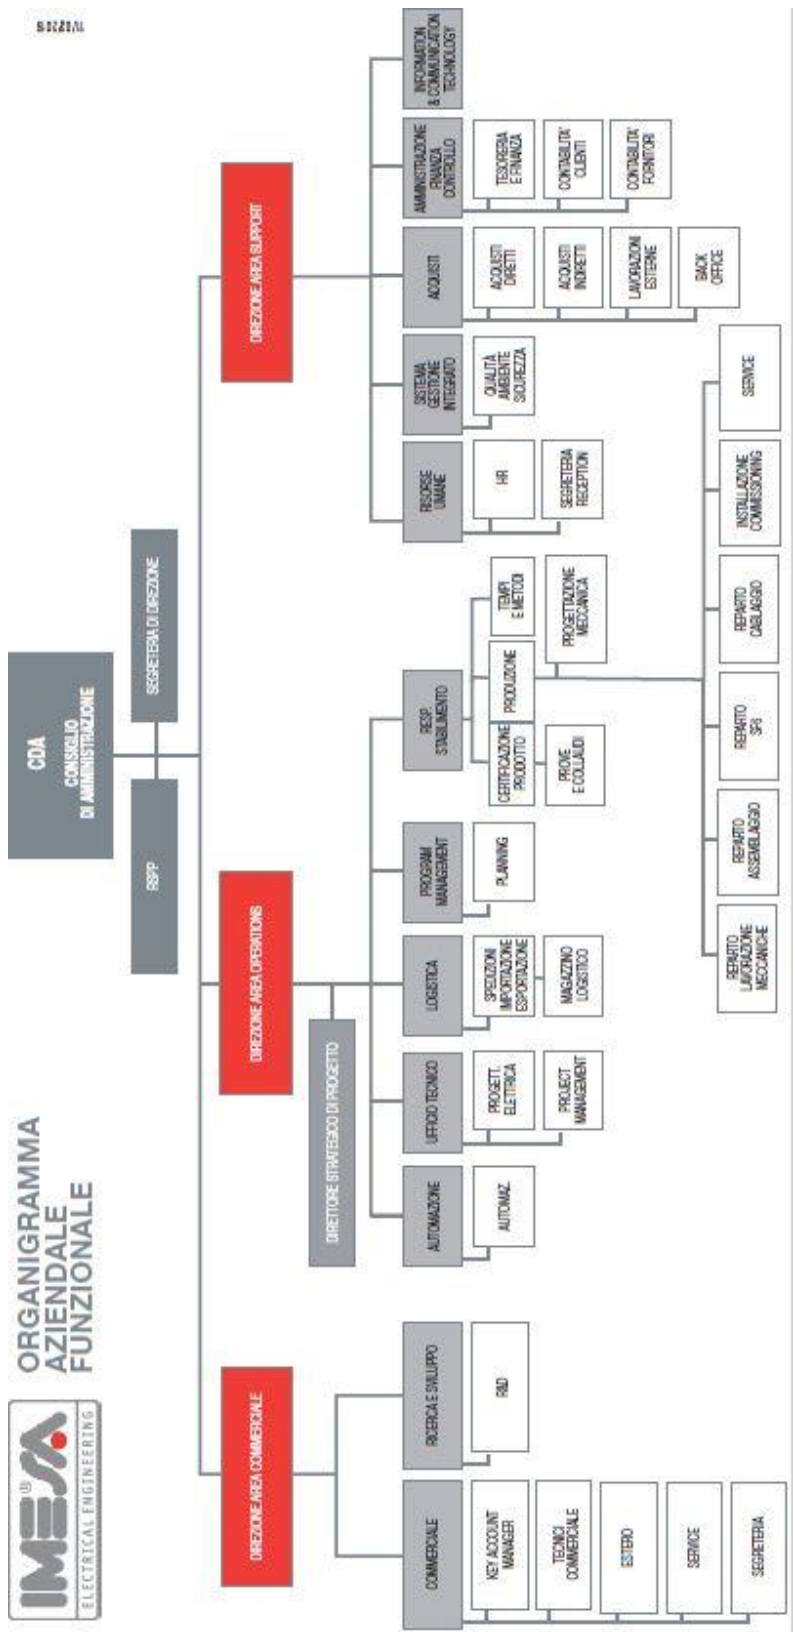 IMESA®
ELECTRICAL ENGINEERING
ORGANIGRAMMA
AZIENDALE
FUNZIONALE
CDA
CONSIGLIO
DI AMMINISTRAZIONE
RSPP
SEGRETERIA DI DIREZIONE
DIREZIONE AREA COMMERCIALE
DIREZIONE AREA OPERATIONS
DIREZIONE AREA SUPPORT
DIRETTORE STRATEGICO DI PROGETTO
COMMERCIALE
KEY ACCOUNT
MANAGER
TECNICI
COMMERCIALE
ESTERO
SERVICE
SEGRETERIA
RICERCA E SVILUPPO
R&D
AUTOMAZIONE
AUTOMAZ.
UFFICIO TECNICO
PROGETT.
ELETTRICA
PROJECT
MANAGEMENT
LOGISTICA
SPEDIZIONI
IMPORTAZIONE
ESPORTAZIONE
MAGAZZINO
LOGISTICO
PROGRAM
MANAGEMENT
PLANNING
RESP.
STABILIMENTO
CERTIFICAZIONE
PRODOTTO
PRODUZIONE
TEMPI
E METODI
PROVE
E COLLAUDI
PROGETTAZIONE
MECCANICA
REPARTO
LAVORAZIONE
MECCANICHE
REPARTO
ASSEMBLAGGIO
REPARTO
SF6
REPARTO
CABLAGGIO
INSTALLAZIONE
COMMISSIONING
SERVICE
RISORSE
UMANE
HR
SEGRETERIA
RECEPTION
SISTEMA
GESTIONE
INTEGRATO
QUALITÀ
AMBIENTE
SICUREZZA
ACQUISTI
ACQUISTI
DIRETTI
ACQUISTI
INDIRETTI
LAVORAZIONI
ESTERNE
BACK
OFFICE
AMMINISTRAZIONE
FINANZA
CONTROLLO
TESORERIA
E FINANZA
CONTABILITA'
CLIENTI
CONTABILITA'
FORNITORI
INFORMATION
& COMMUNICATION
TECHNOLOGY